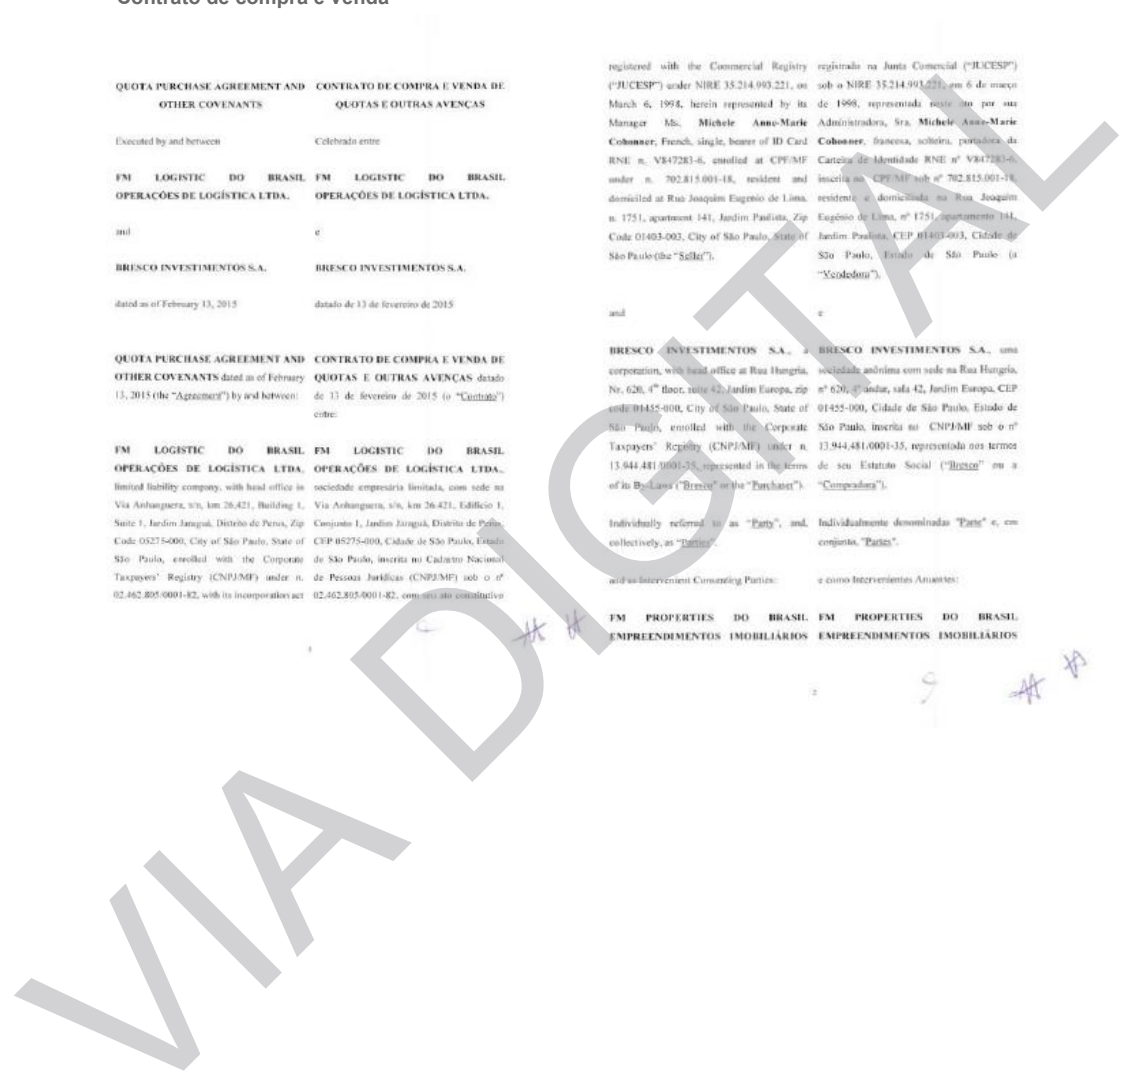 Contrato de compra e venda
QUOTA PURCHASE AGREEMENT AND
OTHER COVENANTS
Executed by and between
FM LOGISTIC DO BRASIL
OPERAÇÕES DE LOGÍSTICA LTDA.
and
BRESCO INVESTIMENTOS S.A.
dated as of February 13, 2015
QUOTA PURCHASE AGREEMENT AND
OTHER COVENANTS dated as of February
13, 2015 (the “Agreement”) by and between:
FM LOGISTIC DO BRASIL
OPERAÇÕES DE LOGÍSTICA LTDA,
limited liability company, with head office in
Via Anhanguera, s/n, km 26,421, Building 1,
Suite 1, Jardim Jaraguá, Distrito de Perus, Zip
Code 05275-000, City of São Paulo, State of
São Paulo, enrolled with the Corporate
Taxpayers’ Registry (CNPJ/MF) under n.
02.462.805/0001-82, with its incorporation act
CONTRATO DE COMPRA E VENDA DE
QUOTAS E OUTRAS AVENÇAS
Celebrado entre
FM LOGISTIC DO BRASIL
OPERAÇÕES DE LOGÍSTICA LTDA.
e
BRESCO INVESTIMENTOS S.A.
datado de 13 de fevereiro de 2015
CONTRATO DE COMPRA E VENDA DE
QUOTAS E OUTRAS AVENÇAS datado
de 13 de fevereiro de 2015 (o “Contrato”)
entre:
FM LOGISTIC DO BRASIL
OPERAÇÕES DE LOGÍSTICA LTDA.,
sociedade empresária limitada, com sede na
Via Anhanguera, s/n, km 26.421, Edifício 1,
Conjunto 1, Jardim Jaraguá, Distrito de Perus,
CEP 05275-000, Cidade de São Paulo, Estado
de São Paulo, inscrita no Cadastro Nacional
de Pessoas Jurídicas (CNPJ/MF) sob o nº
02.462.805/0001-82, com seu ato constitutivo
1
registered with the Commercial Registry
(“JUCESP”) under NIRE 35.214.993.221, on
March 6, 1998, herein represented by its
Manager Ms. Michele Anne-Marie
Cohonner, French, single, bearer of ID Card
RNE n. V847283-6, enrolled at CPF/MF
under n. 702.815.001-18, resident and
domiciled at Rua Joaquim Eugenio de Lima,
n. 1751, apartment 141, Jardim Paulista, Zip
Code 01403-003, City of São Paulo, State of
São Paulo (the “Seller”).
and
BRESCO INVESTIMENTOS S.A., a
corporation, with head office at Rua Hungria,
Nr. 620, 4th floor, suite 42, Jardim Europa, zip
code 01455-000, City of São Paulo, State of
São Paulo, enrolled with the Corporate
Taxpayers’ Registry (CNPJ/MF) under n.
13.944.481/0001-35, represented in the terms
of its By-Laws (“Bresco” or the “Purchaser”).
Individually referred to as “Party”, and,
collectively, as “Parties”.
and as Intervenient Consenting Parties:
FM PROPERTIES DO BRASIL
EMPREENDIMENTOS IMOBILIÁRIOS
registrado na Junta Comercial (“JUCESP”)
sob o NIRE 35.214.993.221, em 6 de março
de 1998, representada neste ato por sua
Administradora, Sra. Michele Anne-Marie
Cohonner, francesa, solteira, portadora da
Carteira de Identidade RNE nº V847283-6,
inscrita no CPF/MF sob nº 702.815.001-18,
residente e domiciliada na Rua Joaquim
Eugênio de Lima, nº 1751, apartamento 141,
Jardim Paulista, CEP 01403-003, Cidade de
São Paulo, Estado de São Paulo (a
“Vendedora”).
e
BRESCO INVESTIMENTOS S.A., uma
sociedade anônima com sede na Rua Hungria,
nº 620, 4º andar, sala 42, Jardim Europa, CEP
01455-000, Cidade de São Paulo, Estado de
São Paulo, inscrita no CNPJ/MF sob o nº
13.944.481/0001-35, representada nos termos
de seu Estatuto Social (“Bresco” ou a
“Compradora”).
Individualmente denominadas “Parte” e, em
conjunto, “Partes”.
e como Intervenientes Anuentes:
FM PROPERTIES DO BRASIL
EMPREENDIMENTOS IMOBILIÁRIOS
2
VIA DIGITAL